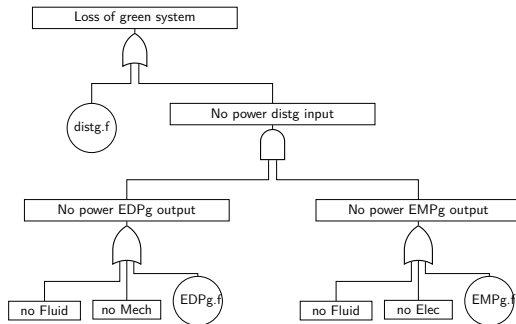 Loss of green system
distg.f
No power distg input
No power EDPg output
No power EMPg output
no Fluid
no Mech
EDPg.f
no Fluid
no Elec
EMPg.f